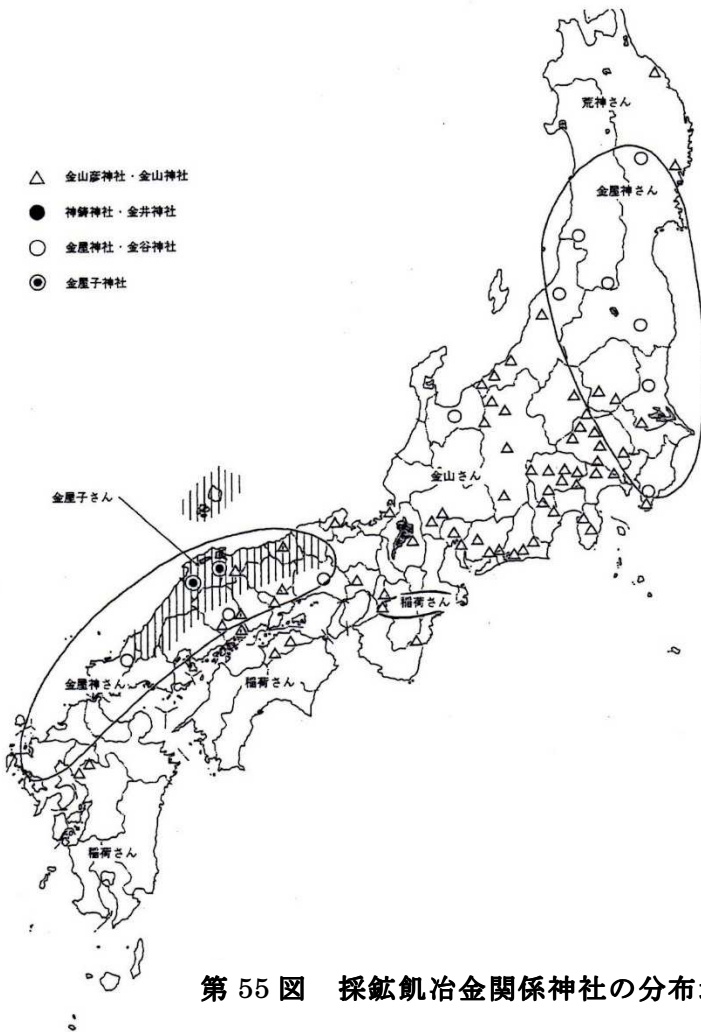 荒神さん
△ 金山彦神社・金山神社
金屋神さん
● 神鋳神社・金井神社
○ 金屋神社・金谷神社
◉ 金屋子神社
金山さん
金屋子さん
稲荷さん
金屋神さん
稲荷さん
稲荷さん
第 55 図　採鉱飢冶金関係神社の分布